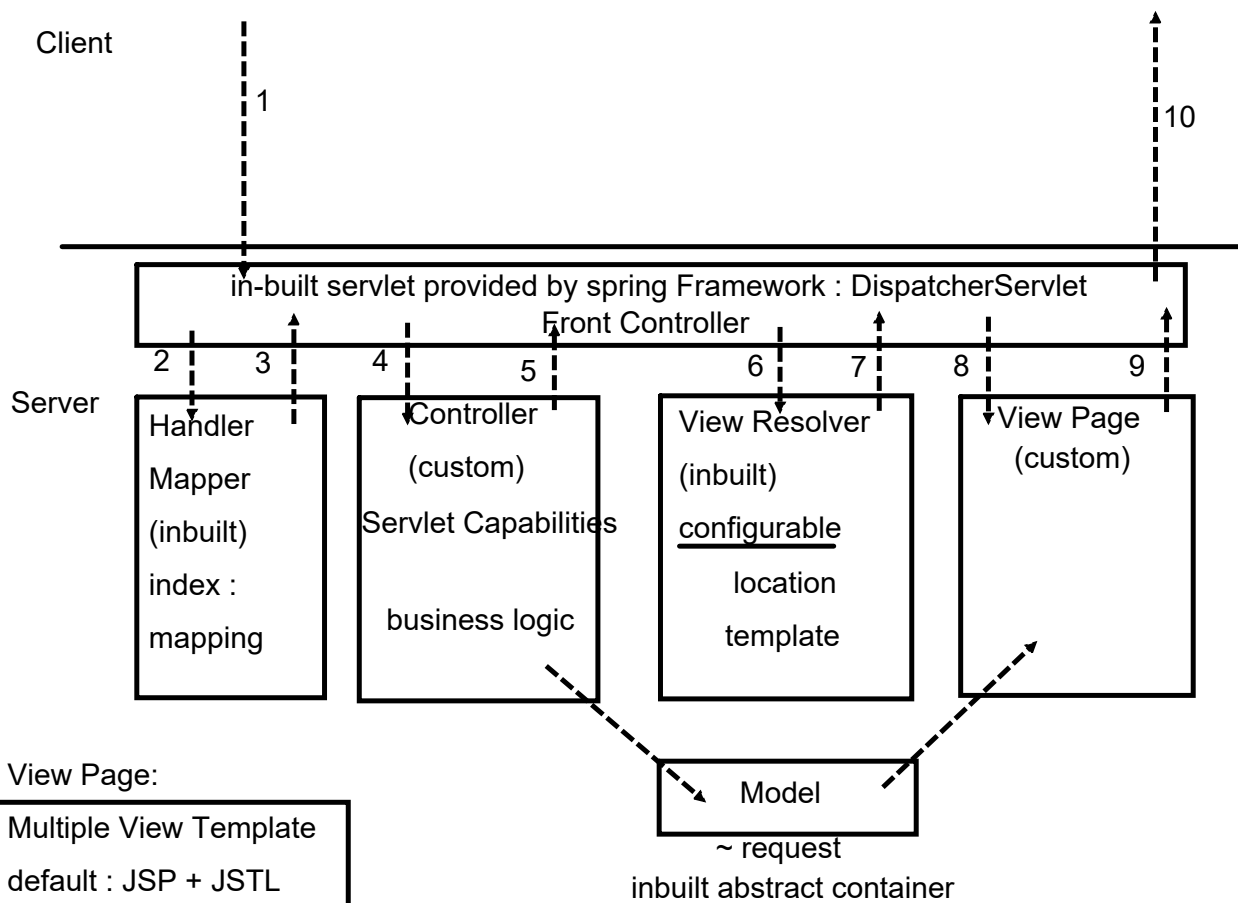 Client
1
10
in-built servlet provided by spring Framework : DispatcherServlet
Front Controller
2
3
4
5
6
7
8
9
Server
Handler
Mapper
(inbuilt)
index :
mapping
Controller
(custom)
Servlet Capabilities
business logic
View Resolver
(inbuilt)
configurable
location
template
View Page
(custom)
Model
~ request
inbuilt abstract container
View Page:
Multiple View Template
default : JSP + JSTL